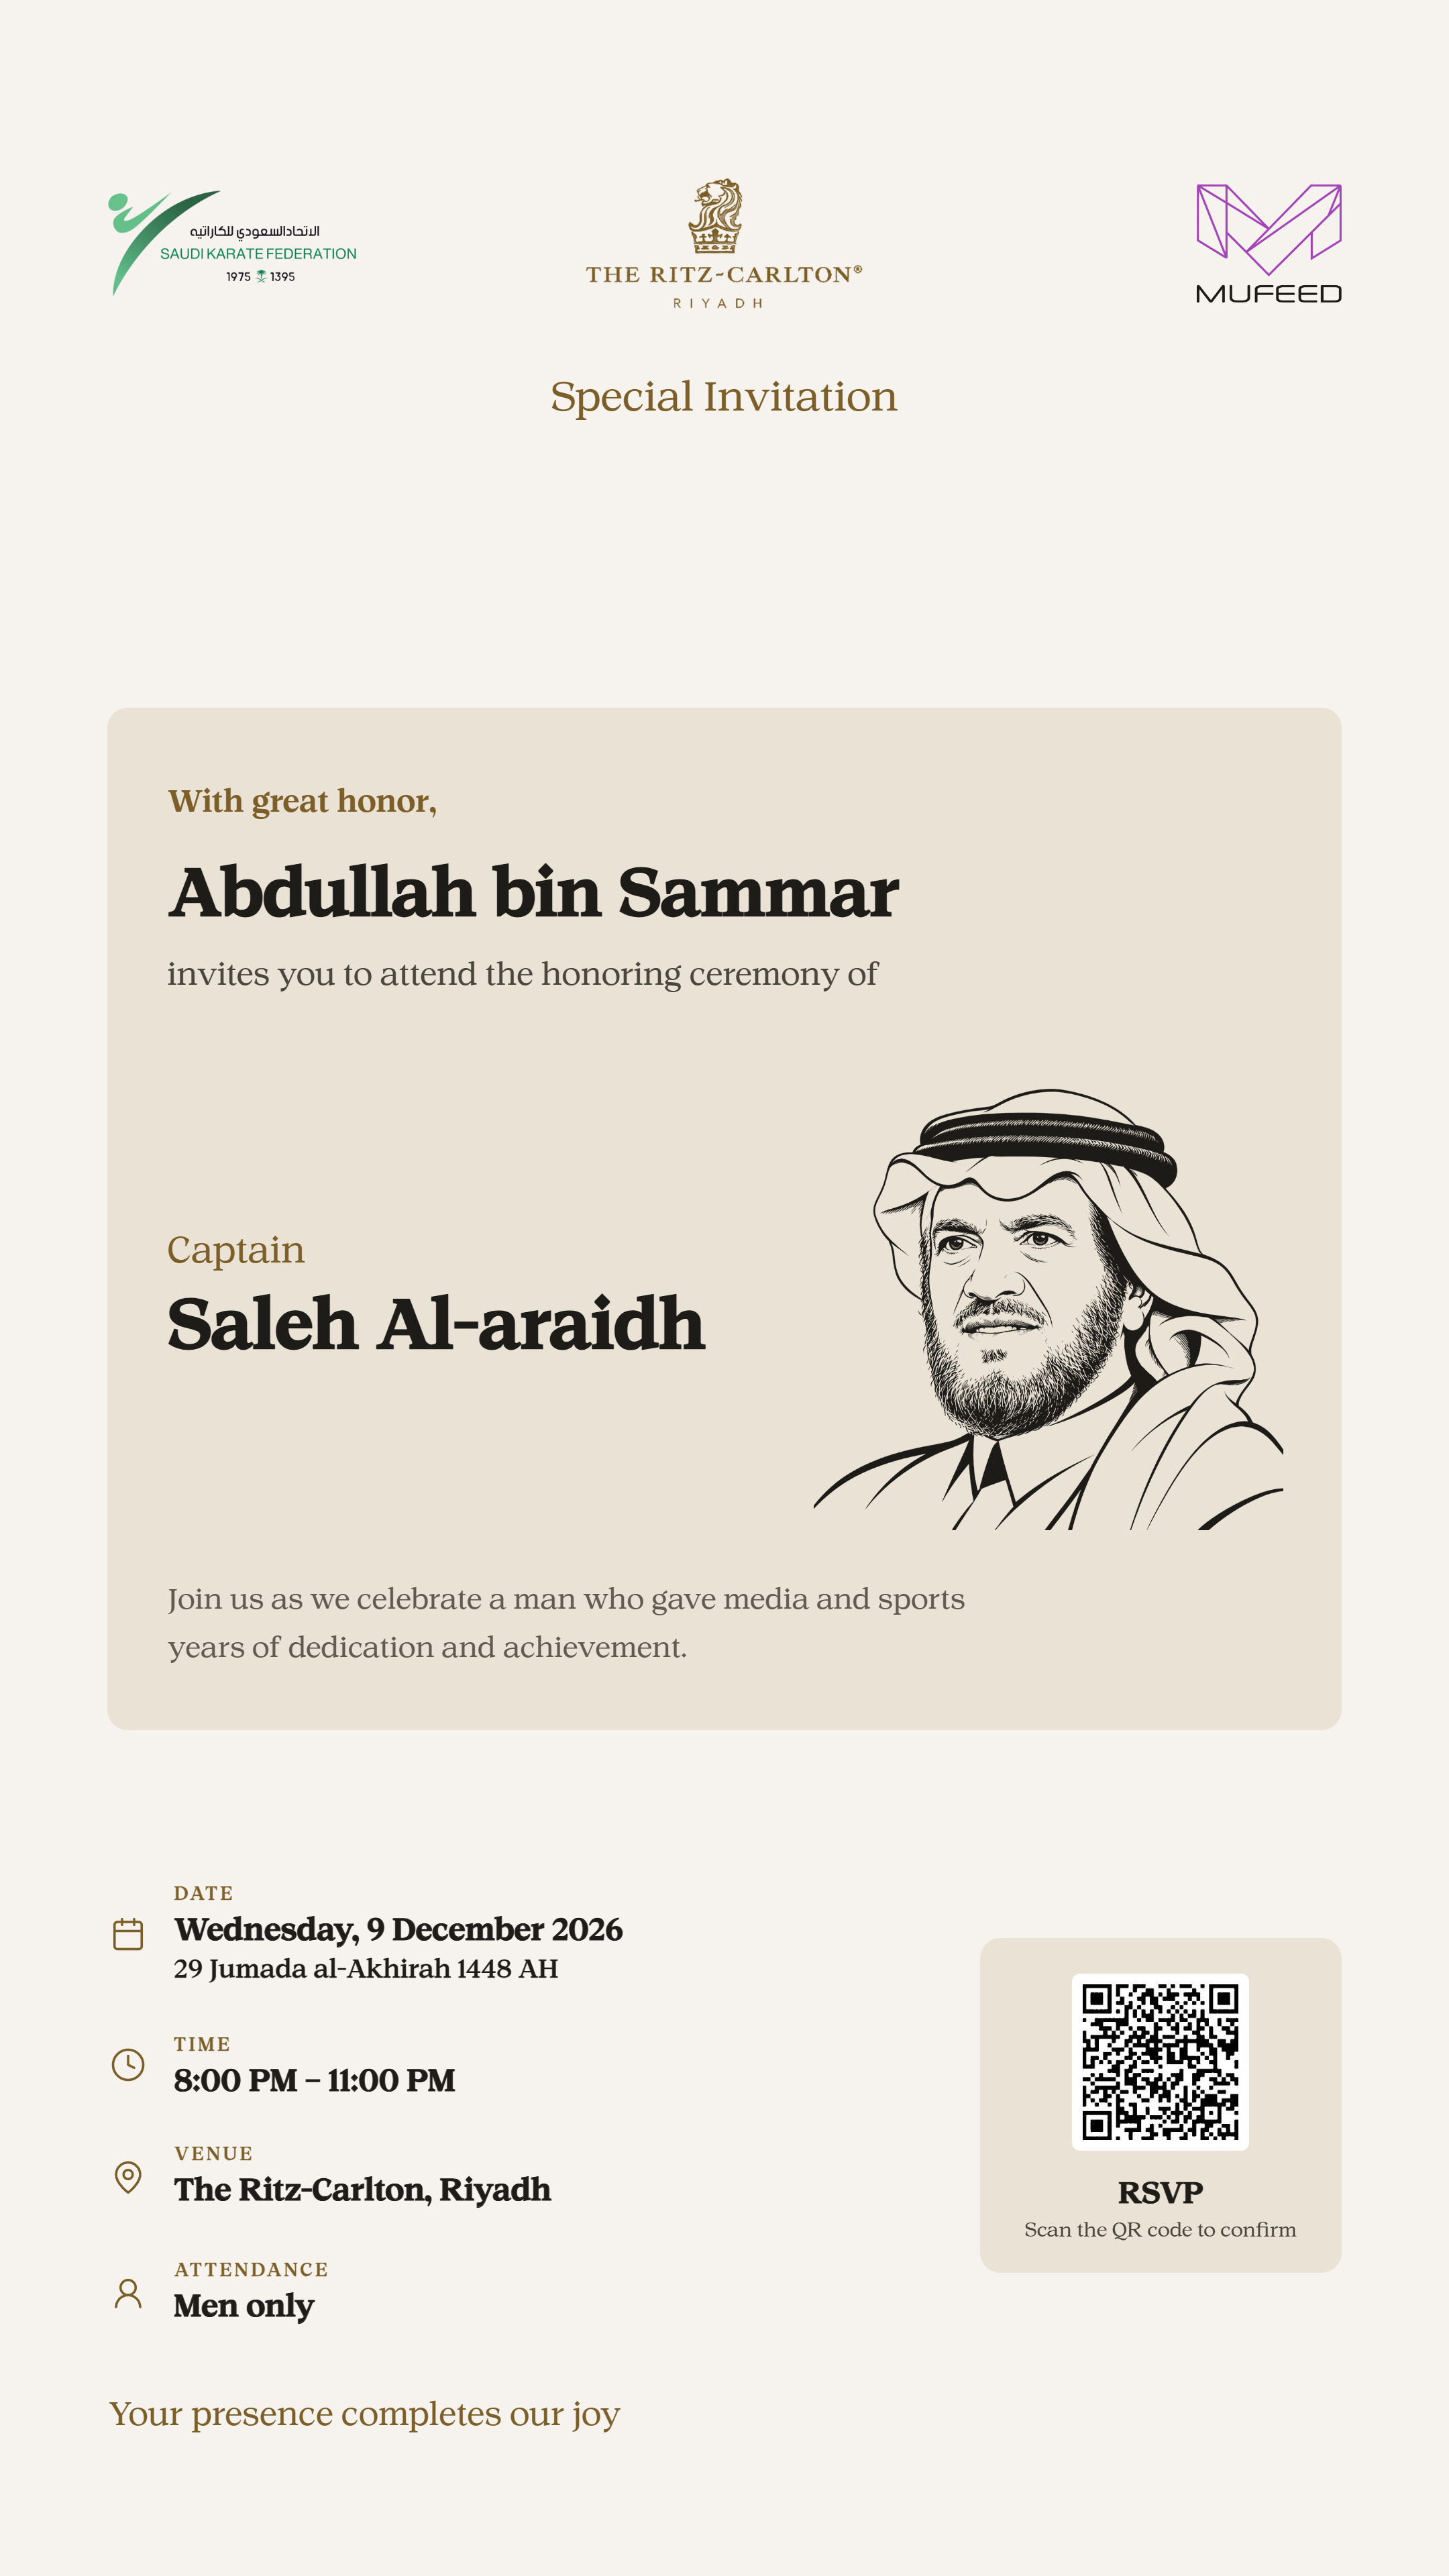 الاتحاد السعودي للكاراتيه
SAUDI KARATE FEDERATION
1975 1395
THE RITZ-CARLTON®
RIYADH
MUFEED
Special Invitation
With great honor,
Abdullah bin Sammar
invites you to attend the honoring ceremony of
Captain
Saleh Al-araidh
Join us as we celebrate a man who gave media and sports
years of dedication and achievement.
DATE
Wednesday, 9 December 2026
29 Jumada al-Akhirah 1448 AH
TIME
8:00 PM – 11:00 PM
VENUE
The Ritz-Carlton, Riyadh
ATTENDANCE
Men only
RSVP
Scan the QR code to confirm
Your presence completes our joy